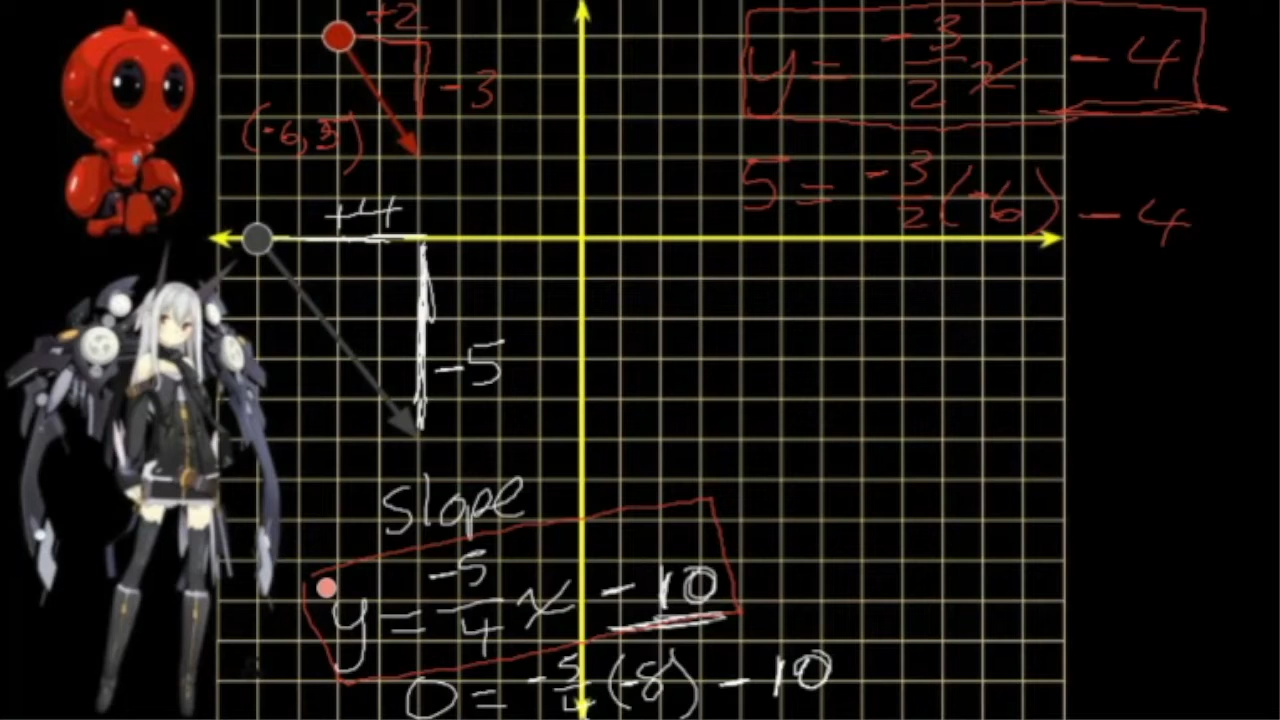 +2
-3
(-6,5)
y = -3/2 x - 4
5 = -3/2 (-6) - 4
+4
-5
Slope
y = -5/4 x - 10
0 = -5/4 (-8) - 10